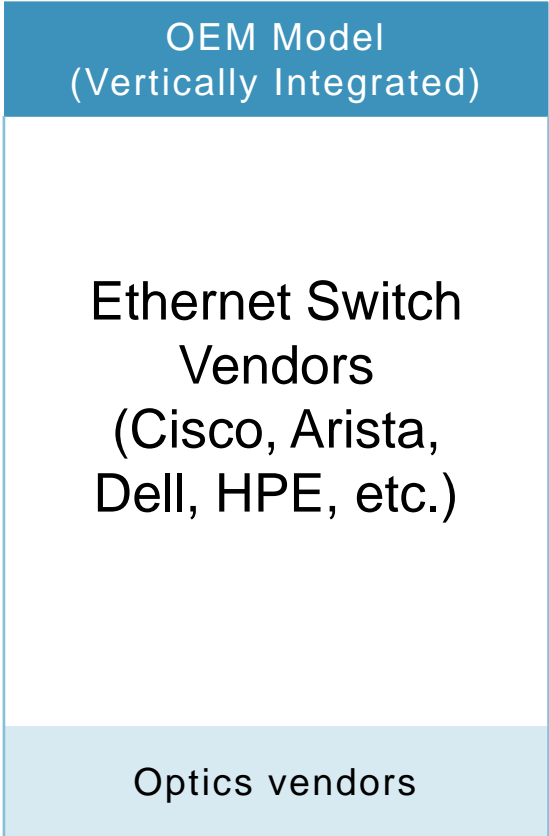 OEM Model
(Vertically Integrated)
Ethernet Switch
Vendors
(Cisco, Arista,
Dell, HPE, etc.)
Optics vendors